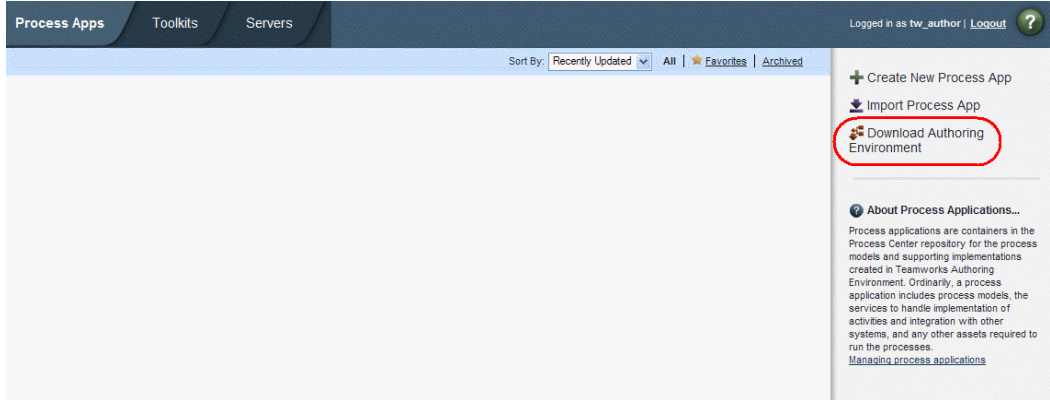 Process Apps Toolkits Servers Logged in as tw_author | Logout ?
Sort By: Recently Updated All | Favorites | Archived
Create New Process App
Import Process App
Download Authoring
Environment
? About Process Applications...
Process applications are containers in the
Process Center repository for the process
models and supporting implementations
created in Teamworks Authoring
Environment. Ordinarily, a process
application includes process models, the
services to handle implementation of
activities and integration with other
systems, and any other assets required to
run the processes.
Managing process applications